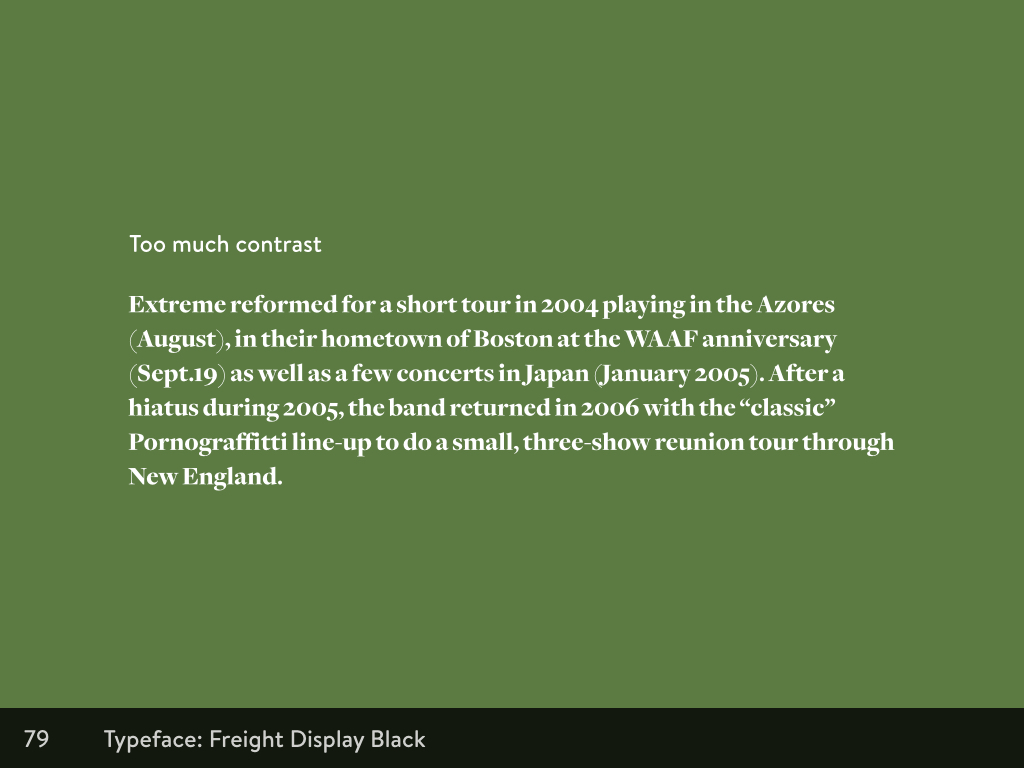 Too much contrast
Extreme reformed for a short tour in 2004 playing in the Azores
(August), in their hometown of Boston at the WAAF anniversary
(Sept.19) as well as a few concerts in Japan (January 2005). After a
hiatus during 2005, the band returned in 2006 with the “classic”
Pornograffitti line-up to do a small, three-show reunion tour through
New England.
79 Typeface: Freight Display Black